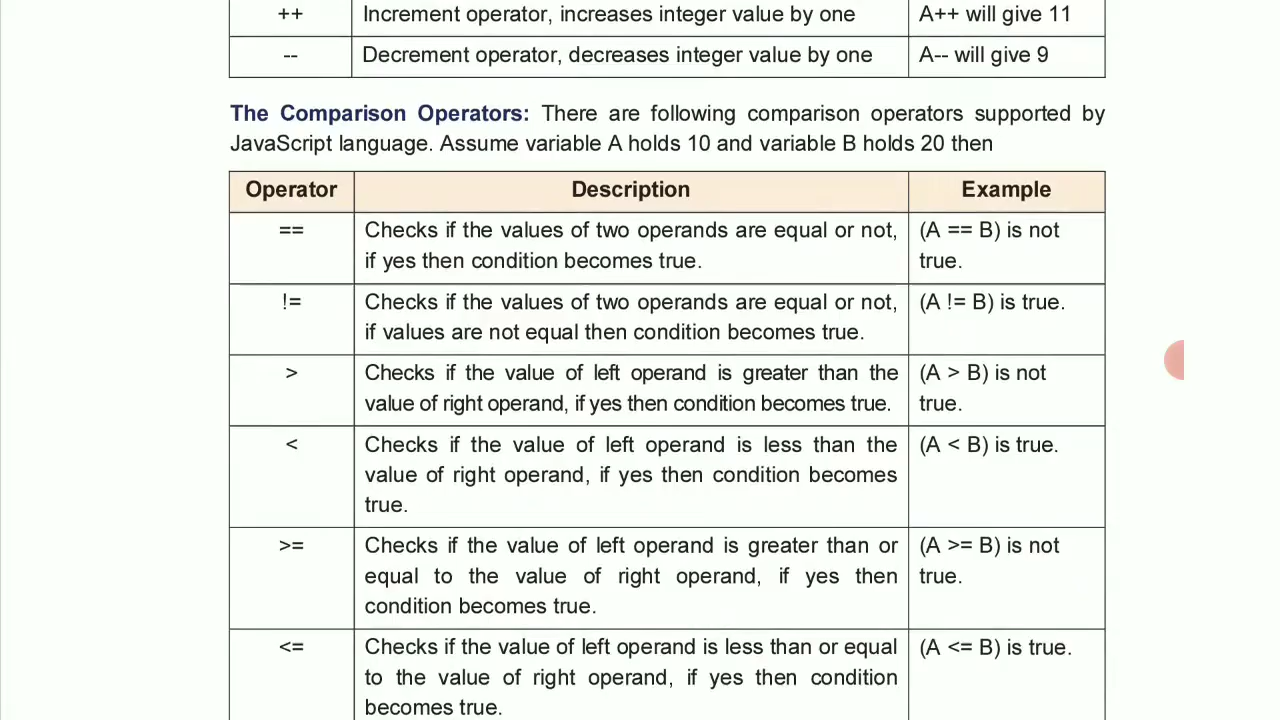 ++ Increment operator, increases integer value by one A++ will give 11
-- Decrement operator, decreases integer value by one A-- will give 9
The Comparison Operators: There are following comparison operators supported by
JavaScript language. Assume variable A holds 10 and variable B holds 20 then
Operator Description Example
== Checks if the values of two operands are equal or not, (A == B) is not
if yes then condition becomes true. true.
!= Checks if the values of two operands are equal or not, (A != B) is true.
if values are not equal then condition becomes true.
> Checks if the value of left operand is greater than the (A > B) is not
value of right operand, if yes then condition becomes true. true.
< Checks if the value of left operand is less than the (A < B) is true.
value of right operand, if yes then condition becomes
true.
>= Checks if the value of left operand is greater than or (A >= B) is not
equal to the value of right operand, if yes then true.
condition becomes true.
<= Checks if the value of left operand is less than or equal (A <= B) is true.
to the value of right operand, if yes then condition
becomes true.